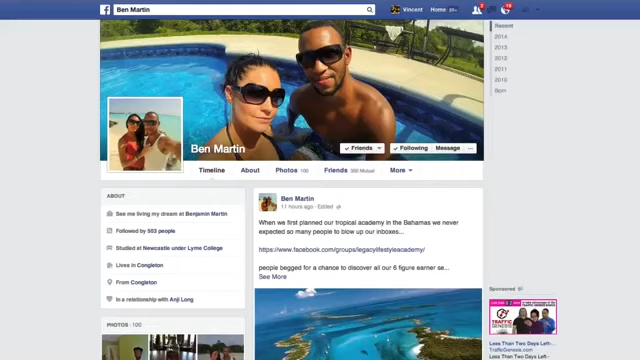 Ben Martin
Vincent
Home 20+
2
Recent
2014
2013
2012
2011
2010
Born
Ben Martin
Friends
Following
Message
Timeline
About
Photos 100
Friends 350 Mutual
More
ABOUT
See me living my dream at Benjamin Martin
Followed by 503 people
Studied at Newcastle under Lyme College
Lives in Congleton
From Congleton
In a relationship with Anji Long
PHOTOS · 100
Ben Martin
11 hours ago · Edited
When we first planned our tropical academy in the Bahamas we never
expected so many people to blow up our inboxes...
https://www.facebook.com/groups/legacylifestyleacademy/
people begged for a chance to discover all our 6 figure earner se...
See More
Sponsored
TRAFFIC
GENESIS
Less Than Two Days Left-...
TrafficGenesis.com
Less Than Two Days Left-